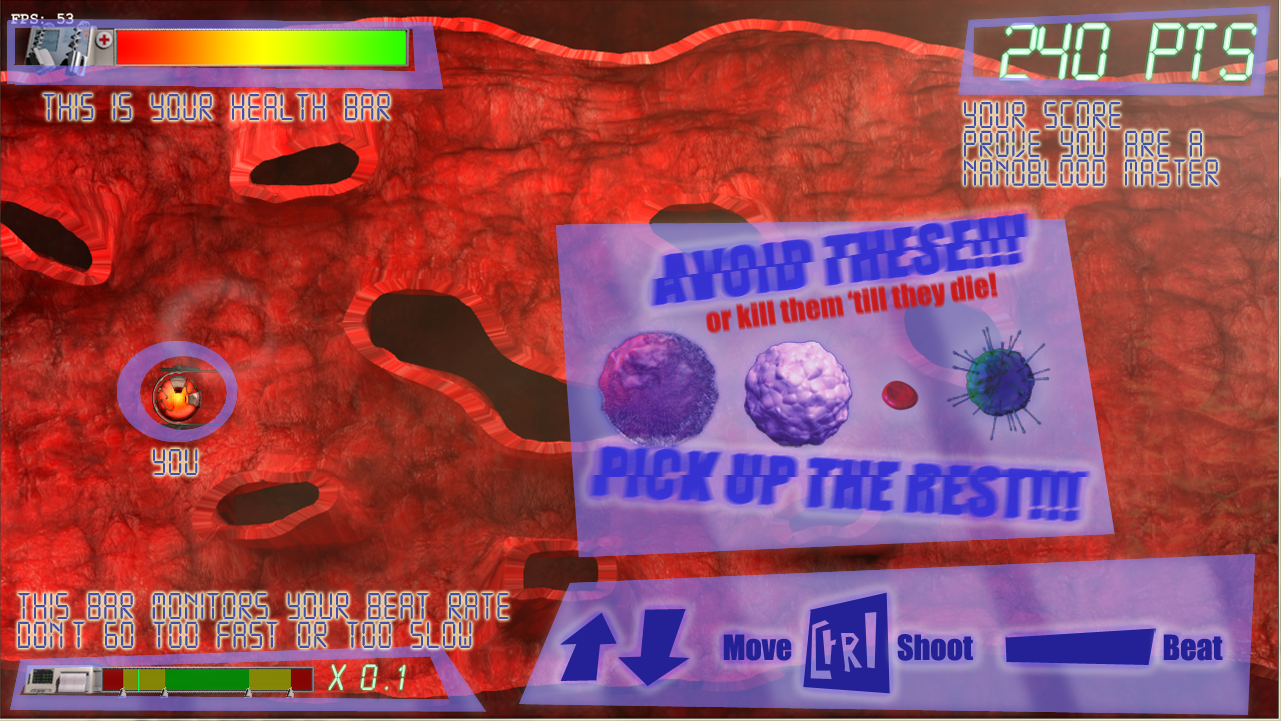 FPS: 53
240 PTS
THIS IS YOUR HEALTH BAR
YOUR SCORE
PROVE YOU ARE A
NANOBLOOD MASTER
AVOID THESE!!!
or kill them 'till they die!
YOU
PICK UP THE REST!!!!
THIS BAR MONITORS YOUR BEAT RATE
DON'T GO TOO FAST OR TOO SLOW
Move
CtRl
Shoot
Beat
X 0.1